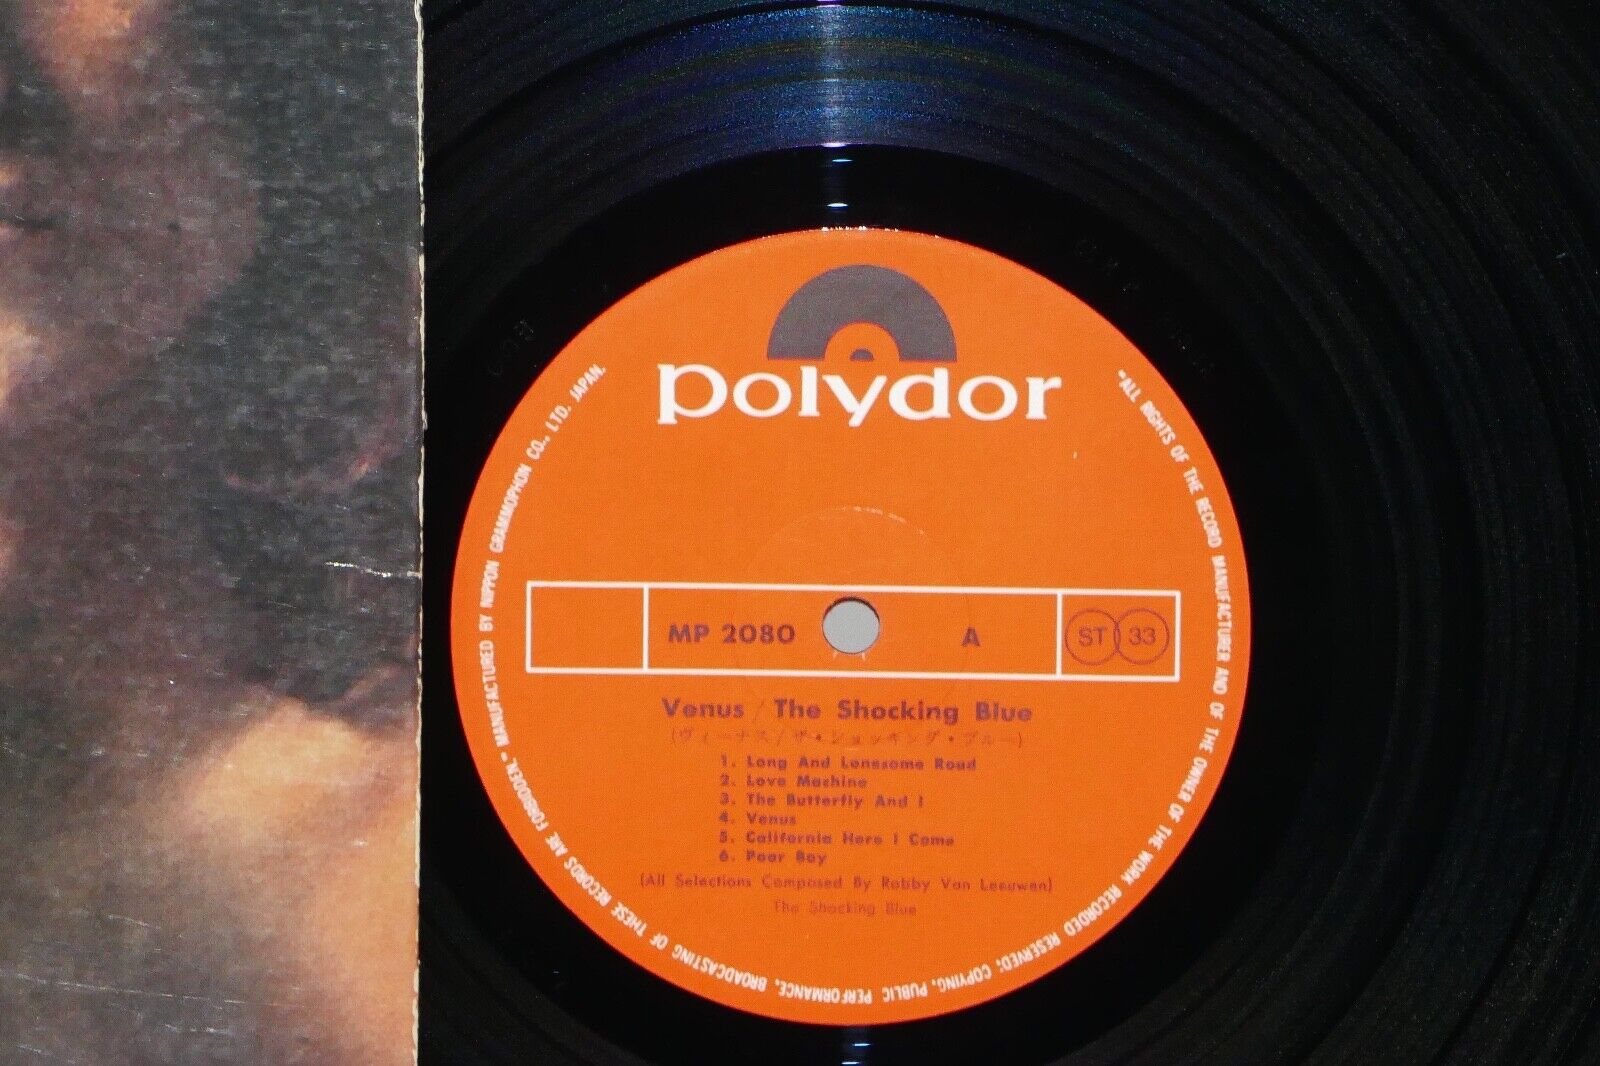 polydor
MP 2080 A ST 33
Venus / The Shocking Blue
(ヴィーナス/ザ・ショッキング・ブルー)
1. Long And Lonesome Road
2. Love Machine
3. The Butterfly And I
4. Venus
5. California Here I Come
6. Poor Boy
(All Selections Composed By Robby Van Leeuwen)
The Shocking Blue
"ALL RIGHTS OF THE RECORD MANUFACTURER AND OF THE OWNER OF THE WORK RECORDED RESERVED; COPYING, PUBLIC PERFORMANCE, BROADCASTING OF THESE RECORDS ARE FORBIDDEN." MANUFACTURED BY NIPPON GRAMMOPHON CO., LTD. JAPAN.